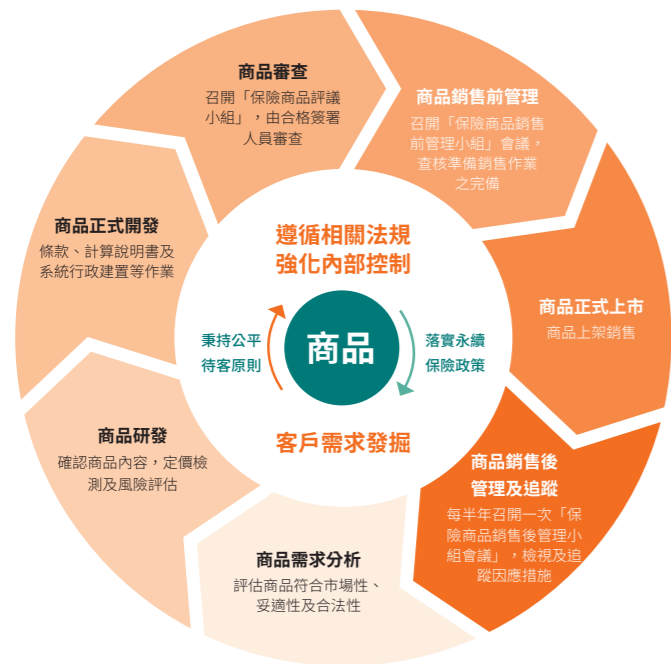 商品審查
召開「保險商品評議
小組」，由合格簽署
人員審查
商品銷售前管理
召開「保險商品銷售
前管理小組」會議，
查核準備銷售作業
之完備
商品正式上市
商品上架銷售
商品銷售後
管理及追蹤
每半年召開一次「保
險商品銷售後管理小
組會議」，檢視及追
蹤因應措施
商品需求分析
評估商品符合市場性、
妥適性及合法性
商品研發
確認商品內容，定價檢
測及風險評估
商品正式開發
條款、計算說明書及
系統行政建置等作業
遵循相關法規
強化內部控制
秉持公平
待客原則
商品
落實永續
保險政策
客戶需求發掘